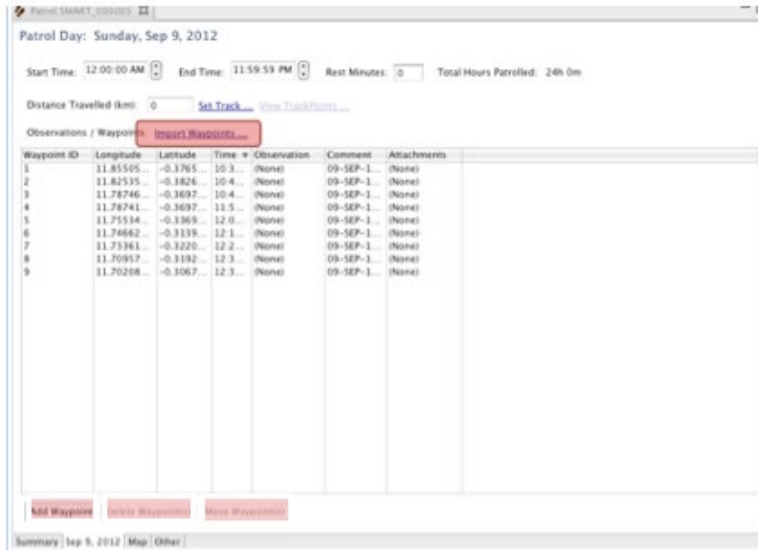 Patrol SMART_000005
Patrol Day: Sunday, Sep 9, 2012
Start Time: 12:00:00 AM End Time: 11:59:59 PM Rest Minutes: 0 Total Hours Patrolled: 24h 0m
Distance Travelled (km): 0 Set Track ... View TrackPoints ...
Observations / Waypoints: Import Waypoints ...
Waypoint ID Longitude Latitude Time Observation Comment Attachments
1 11.85505... -0.3765... 10:3... (None) 09-SEP-1... (None)
2 11.82535... -0.3826... 10:4... (None) 09-SEP-1... (None)
3 11.78746... -0.3697... 10:4... (None) 09-SEP-1... (None)
4 11.78741... -0.3697... 11:5... (None) 09-SEP-1... (None)
5 11.75534... -0.3369... 12:0... (None) 09-SEP-1... (None)
6 11.74662... -0.3139... 12:1... (None) 09-SEP-1... (None)
7 11.73361... -0.3220... 12:2... (None) 09-SEP-1... (None)
8 11.70957... -0.3192... 12:3... (None) 09-SEP-1... (None)
9 11.70208... -0.3067... 12:3... (None) 09-SEP-1... (None)
Add Waypoint Delete Waypoint(s) Move Waypoint(s)
Summary Sep 9, 2012 Map Other